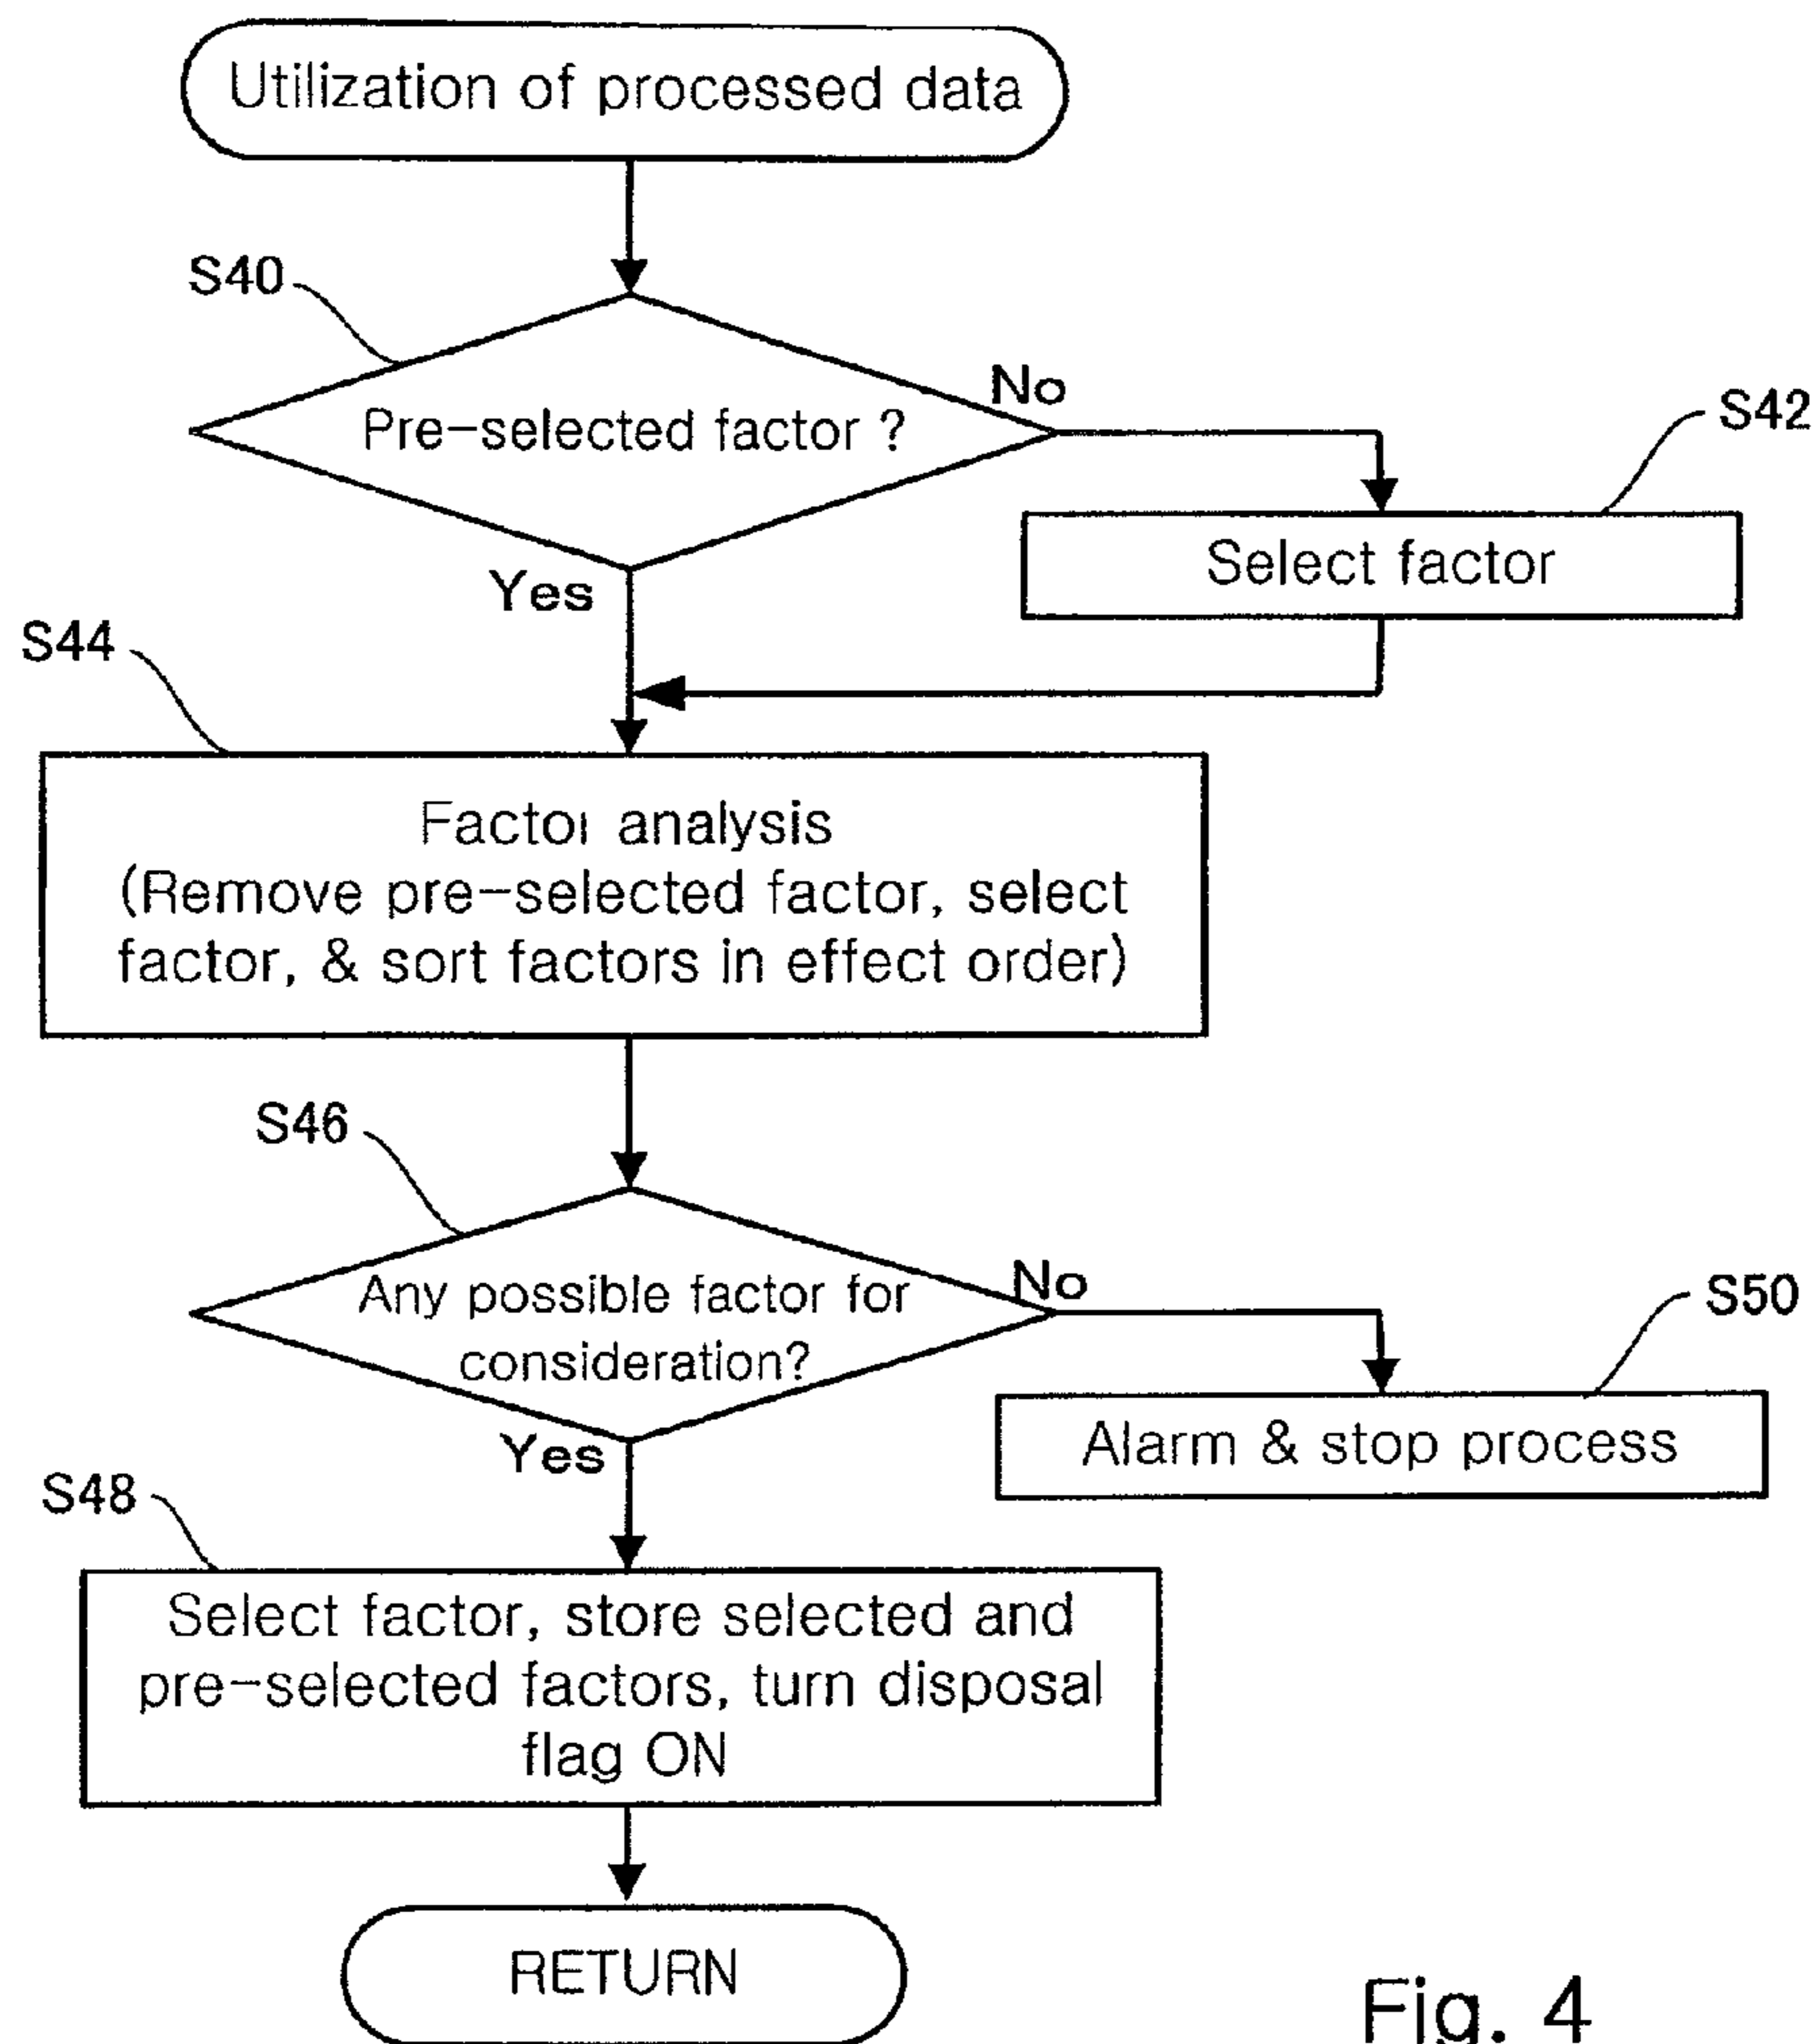 Utilization of processed data
S40
Pre-selected factor ?
No
S42
Select factor
Yes
S44
Factor analysis
(Remove pre-selected factor, select
factor, & sort factors in effect order)
S46
Any possible factor for
consideration?
No
S50
Alarm & stop process
Yes
S48
Select factor, store selected and
pre-selected factors, turn disposal
flag ON
RETURN
Fig. 4